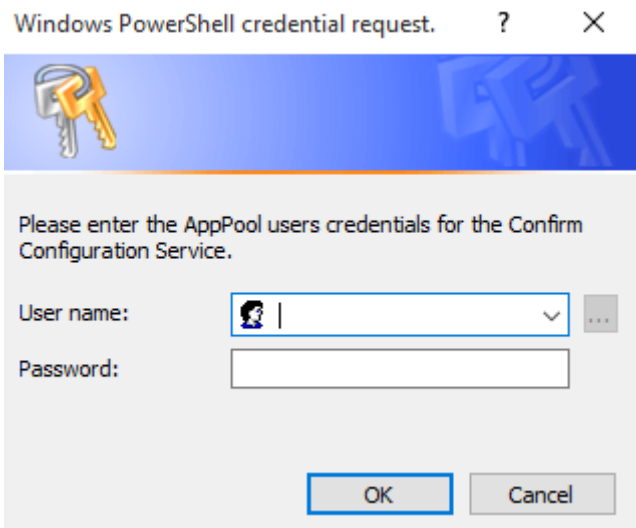 Windows PowerShell credential request. ? ×
Please enter the AppPool users credentials for the Confirm
Configuration Service.
User name:
...
Password:
OK Cancel